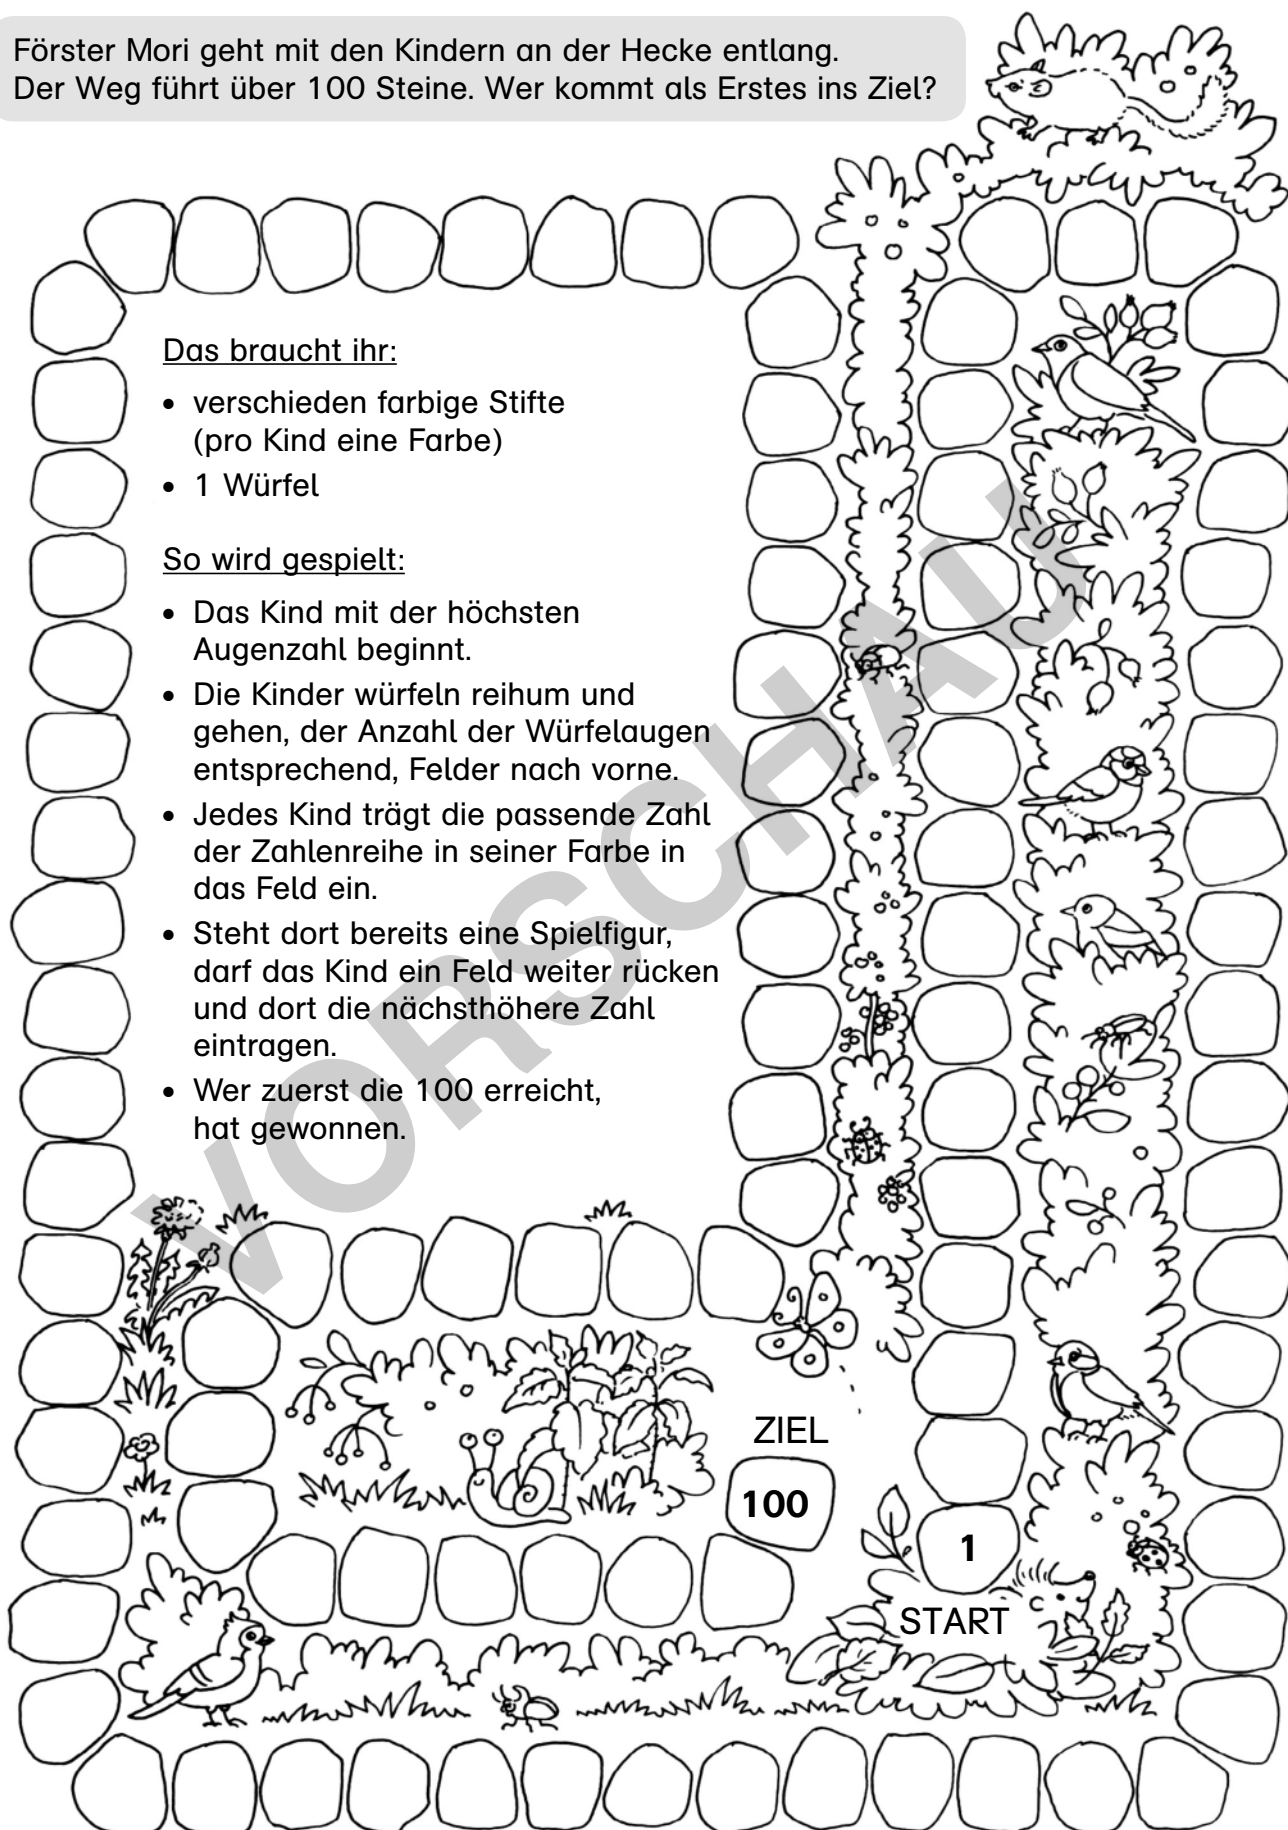 Förster Mori geht mit den Kindern an der Hecke entlang.
Der Weg führt über 100 Steine. Wer kommt als Erstes ins Ziel?
Das braucht ihr:
• verschieden farbige Stifte
(pro Kind eine Farbe)
• 1 Würfel
So wird gespielt:
• Das Kind mit der höchsten
Augenzahl beginnt.
• Die Kinder würfeln reihum und
gehen, der Anzahl der Würfelaugen
entsprechend, Felder nach vorne.
• Jedes Kind trägt die passende Zahl
der Zahlenreihe in seiner Farbe in
das Feld ein.
• Steht dort bereits eine Spielfigur,
darf das Kind ein Feld weiter rücken
und dort die nächsthöhere Zahl
eintragen.
• Wer zuerst die 100 erreicht,
hat gewonnen.
VORSCHAU
ZIEL
100
1
START